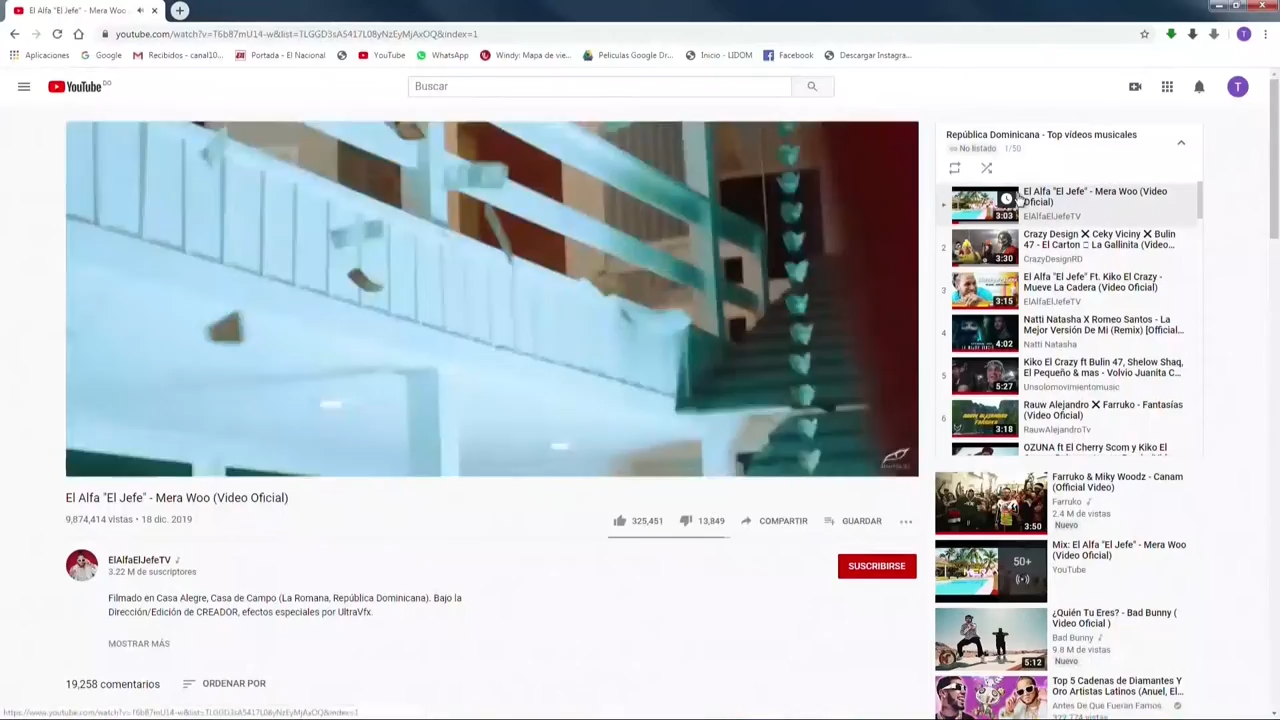 El Alfa "El Jefe" - Mera Woo
youtube.com/watch?v=T6b87mU14-w&list=TLGGD3sA5417L08yNzEyMjAxOQ&index=1
Aplicaciones
Google
Recibidos - canal10...
Portada - El Nacional
YouTube
WhatsApp
Windy: Mapa de vie...
Peliculas Google Dr...
Inicio - LIDOM
Facebook
Descargar Instagra...
T
YouTube DO
Buscar
T
República Dominicana - Top vídeos musicales
No listado 1/50
El Alfa "El Jefe" - Mera Woo (Video
Oficial)
ElAlfaElJefeTV
3:03
2
Crazy Design ❌ Ceky Viciny ❌ Bulin
47 - El Carton □ La Gallinita (Video...
CrazyDesignRD
3:30
3
El Alfa "El Jefe" Ft. Kiko El Crazy -
Mueve La Cadera (Video Oficial)
ElAlfaElJefeTV
3:15
4
Natti Natasha X Romeo Santos - La
Mejor Versión De Mi (Remix) [Official...
Natti Natasha
4:02
5
Kiko El Crazy ft Bulin 47, Shelow Shaq,
El Pequeño & mas - Volvio Juanita C...
Unsolomovimientomusic
5:27
6
Rauw Alejandro ❌ Farruko - Fantasías
(Video Oficial)
RauwAlejandroTv
3:18
OZUNA ft El Cherry Scom y Kiko El
El Alfa "El Jefe" - Mera Woo (Video Oficial)
9,874,414 vistas • 18 dic. 2019
325,451
13,849
COMPARTIR
GUARDAR
ElAlfaElJefeTV
3.22 M de suscriptores
SUSCRIBIRSE
Filmado en Casa Alegre, Casa de Campo (La Romana, República Dominicana). Bajo la
Dirección/Edición de CREADOR, efectos especiales por UltraVfx.
MOSTRAR MÁS
19,258 comentarios
ORDENAR POR
Farruko & Miky Woodz - Canam
(Official Video)
Farruko
2.4 M de vistas
Nuevo
3:50
Mix: El Alfa "El Jefe" - Mera Woo
(Video Oficial)
YouTube
50+
¿Quién Tu Eres? - Bad Bunny (
Video Oficial )
Bad Bunny
9.8 M de vistas
Nuevo
5:12
Top 5 Cadenas de Diamantes Y
Oro Artistas Latinos (Anuel, El...
Antes De Que Fueran Famos...
https://www.youtube.com/watch?v=T6b87mU14-w&list=TLGGD3sA5417L08yNzEyMjAxOQ&index=1